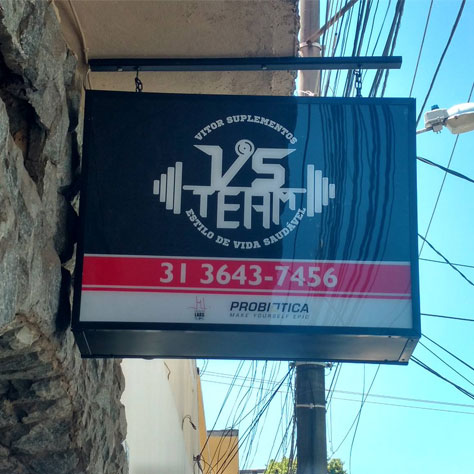 VITOR SUPLEMENTOS
VS
TEAM
ESTILO DE VIDA SAUDÁVEL
31 3643-7456
PROBIÓTICA
MAKE YOURSELF EPIC